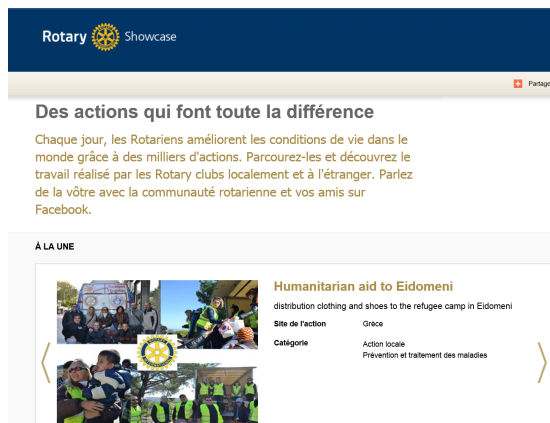 Rotary Showcase
Partage
Des actions qui font toute la différence
Chaque jour, les Rotariens améliorent les conditions de vie dans le
monde grâce à des milliers d'actions. Parcourez-les et découvrez le
travail réalisé par les Rotary clubs localement et à l'étranger. Parlez
de la vôtre avec la communauté rotarienne et vos amis sur
Facebook.
À LA UNE
Humanitarian aid to Eidomeni
distribution clothing and shoes to the refugee camp in Eidomeni
Site de l'action Grèce
Catégorie Action locale
Prévention et traitement des maladies